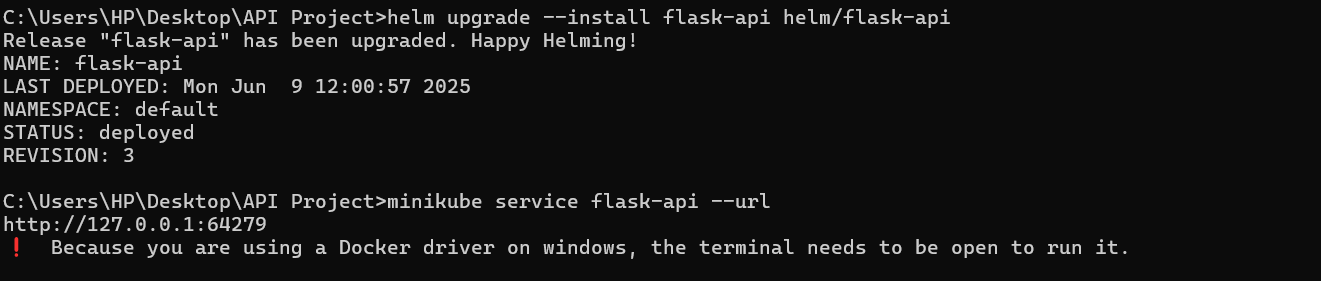 C:\Users\HP\Desktop\API Project>helm upgrade --install flask-api helm/flask-api
Release "flask-api" has been upgraded. Happy Helming!
NAME: flask-api
LAST DEPLOYED: Mon Jun  9 12:00:57 2025
NAMESPACE: default
STATUS: deployed
REVISION: 3
C:\Users\HP\Desktop\API Project>minikube service flask-api --url
http://127.0.0.1:64279
❗  Because you are using a Docker driver on windows, the terminal needs to be open to run it.